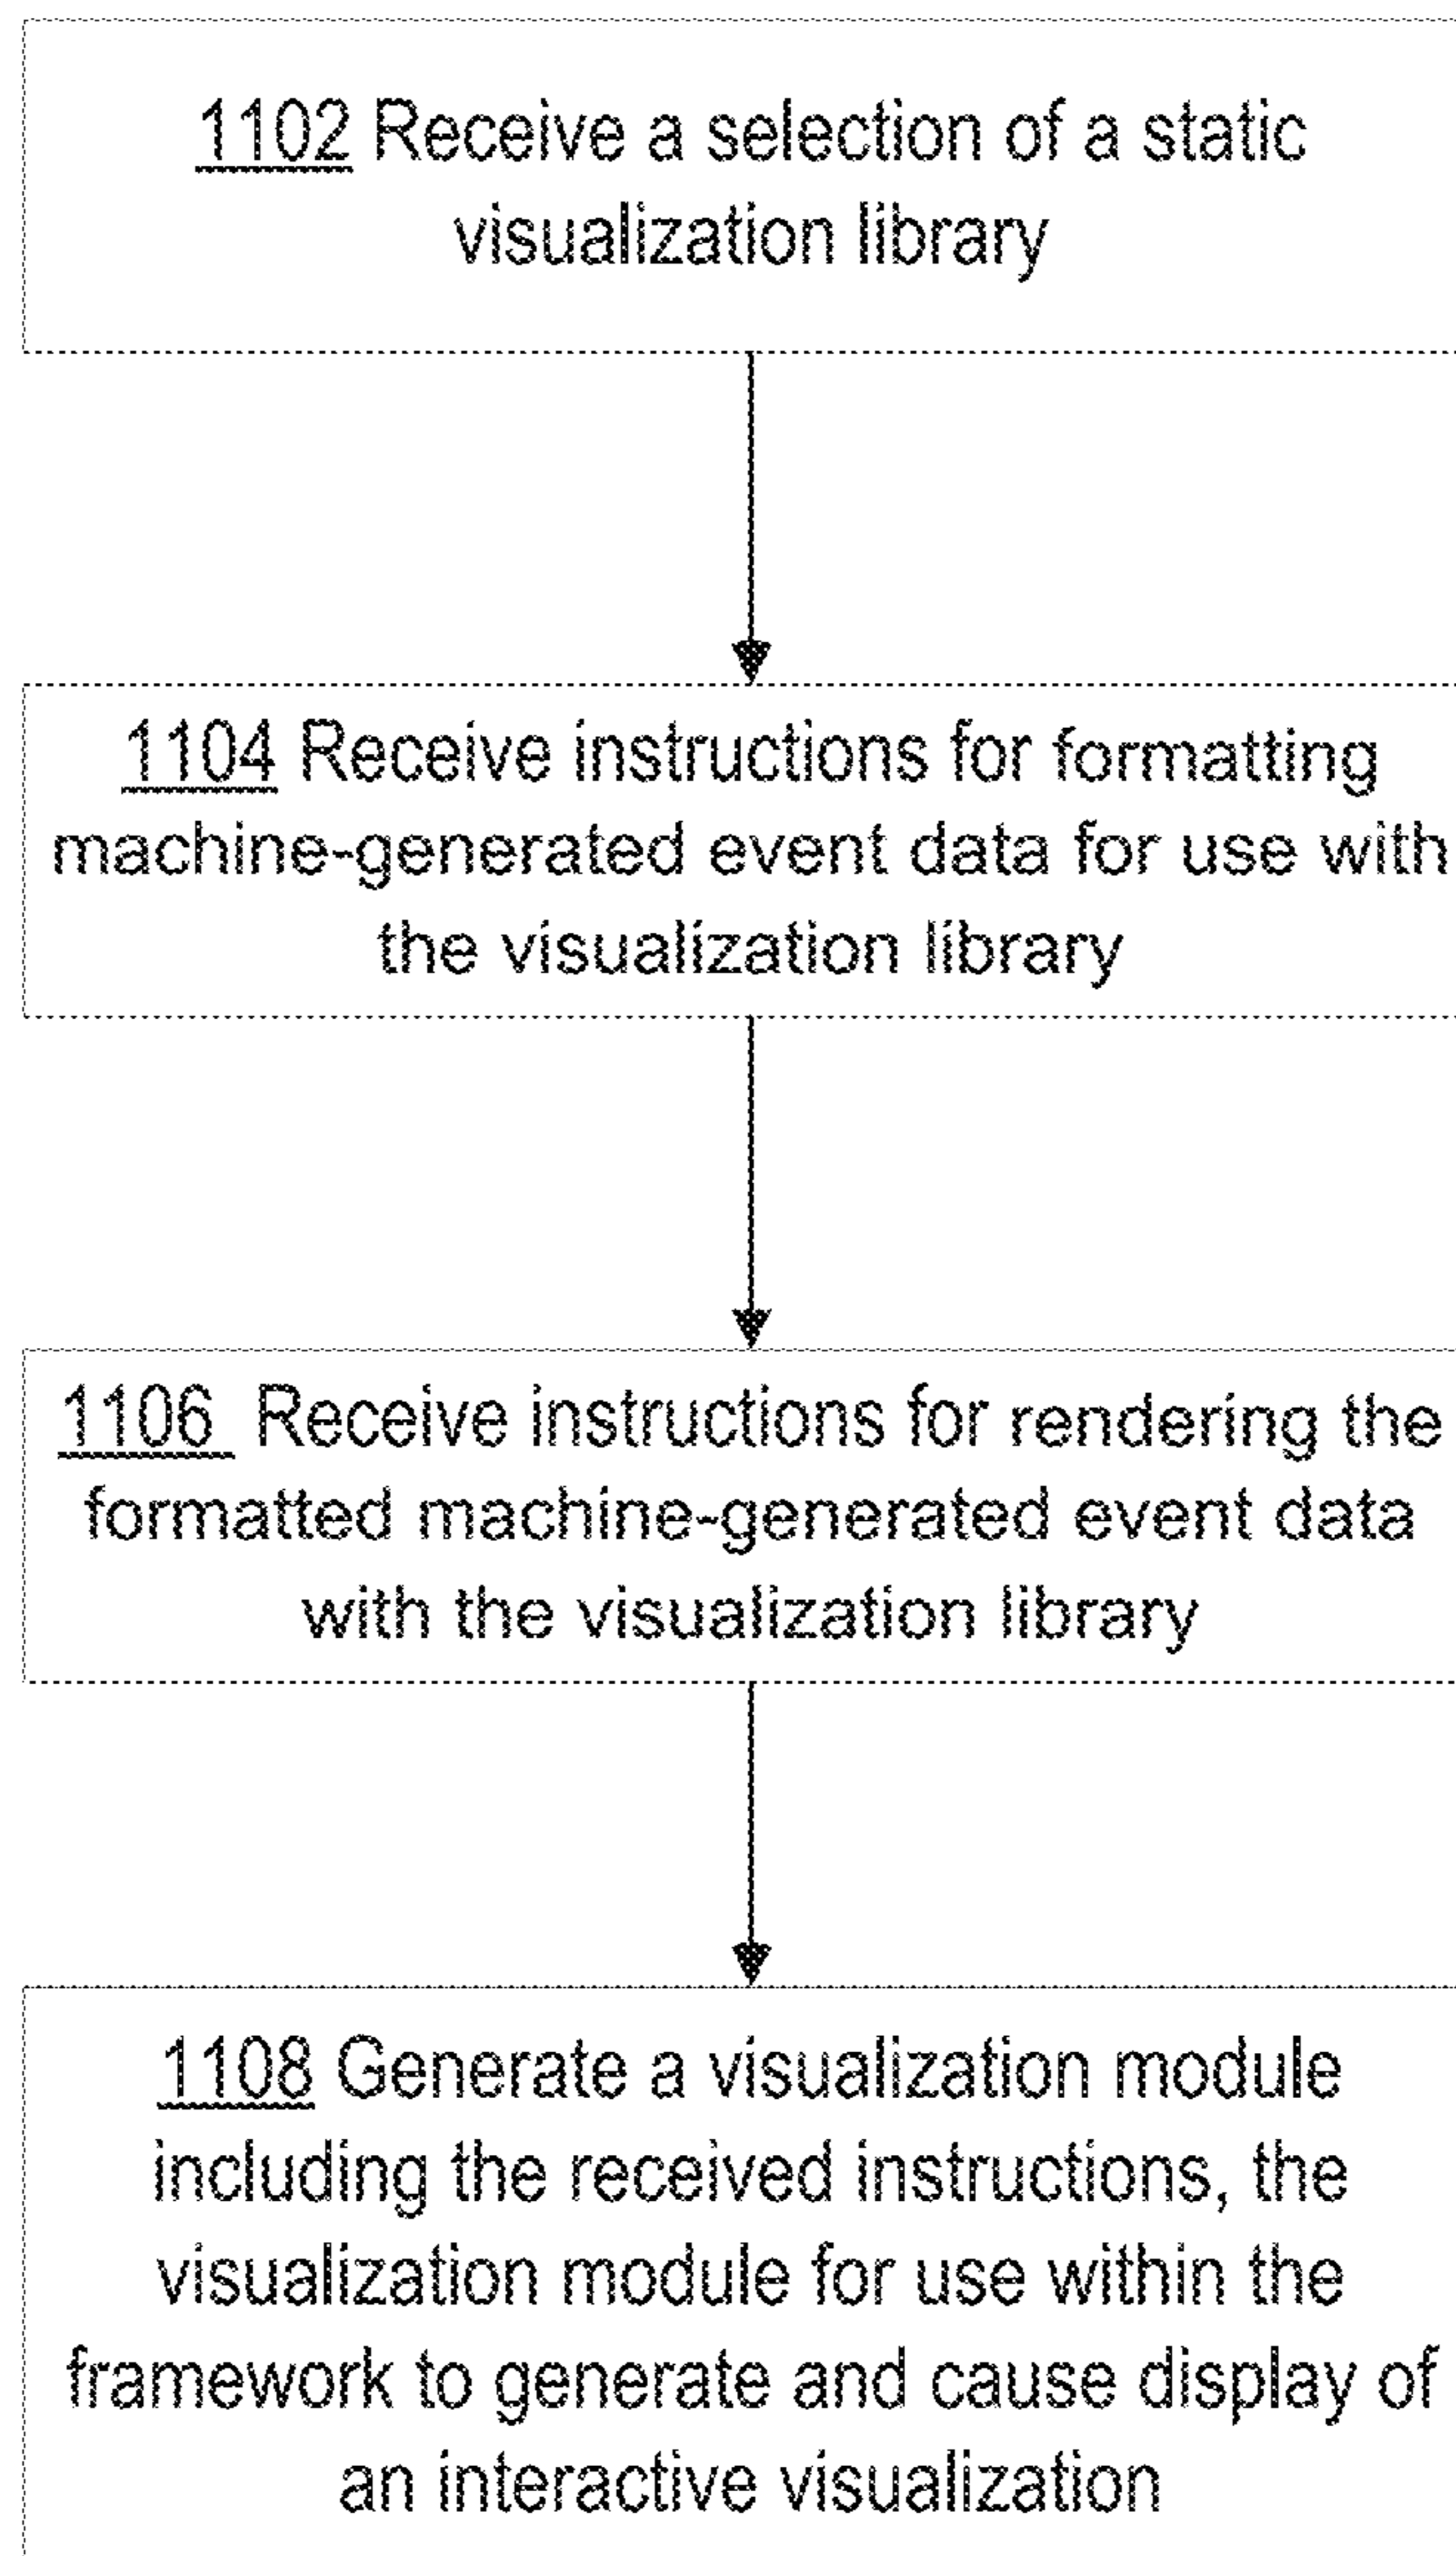 1102 Receive a selection of a static
visualization library
1104 Receive instructions for formatting
machine-generated event data for use with
the visualization library
1106 Receive instructions for rendering the
formatted machine-generated event data
with the visualization library
1108 Generate a visualization module
including the received instructions, the
visualization module for use within the
framework to generate and cause display of
an interactive visualization